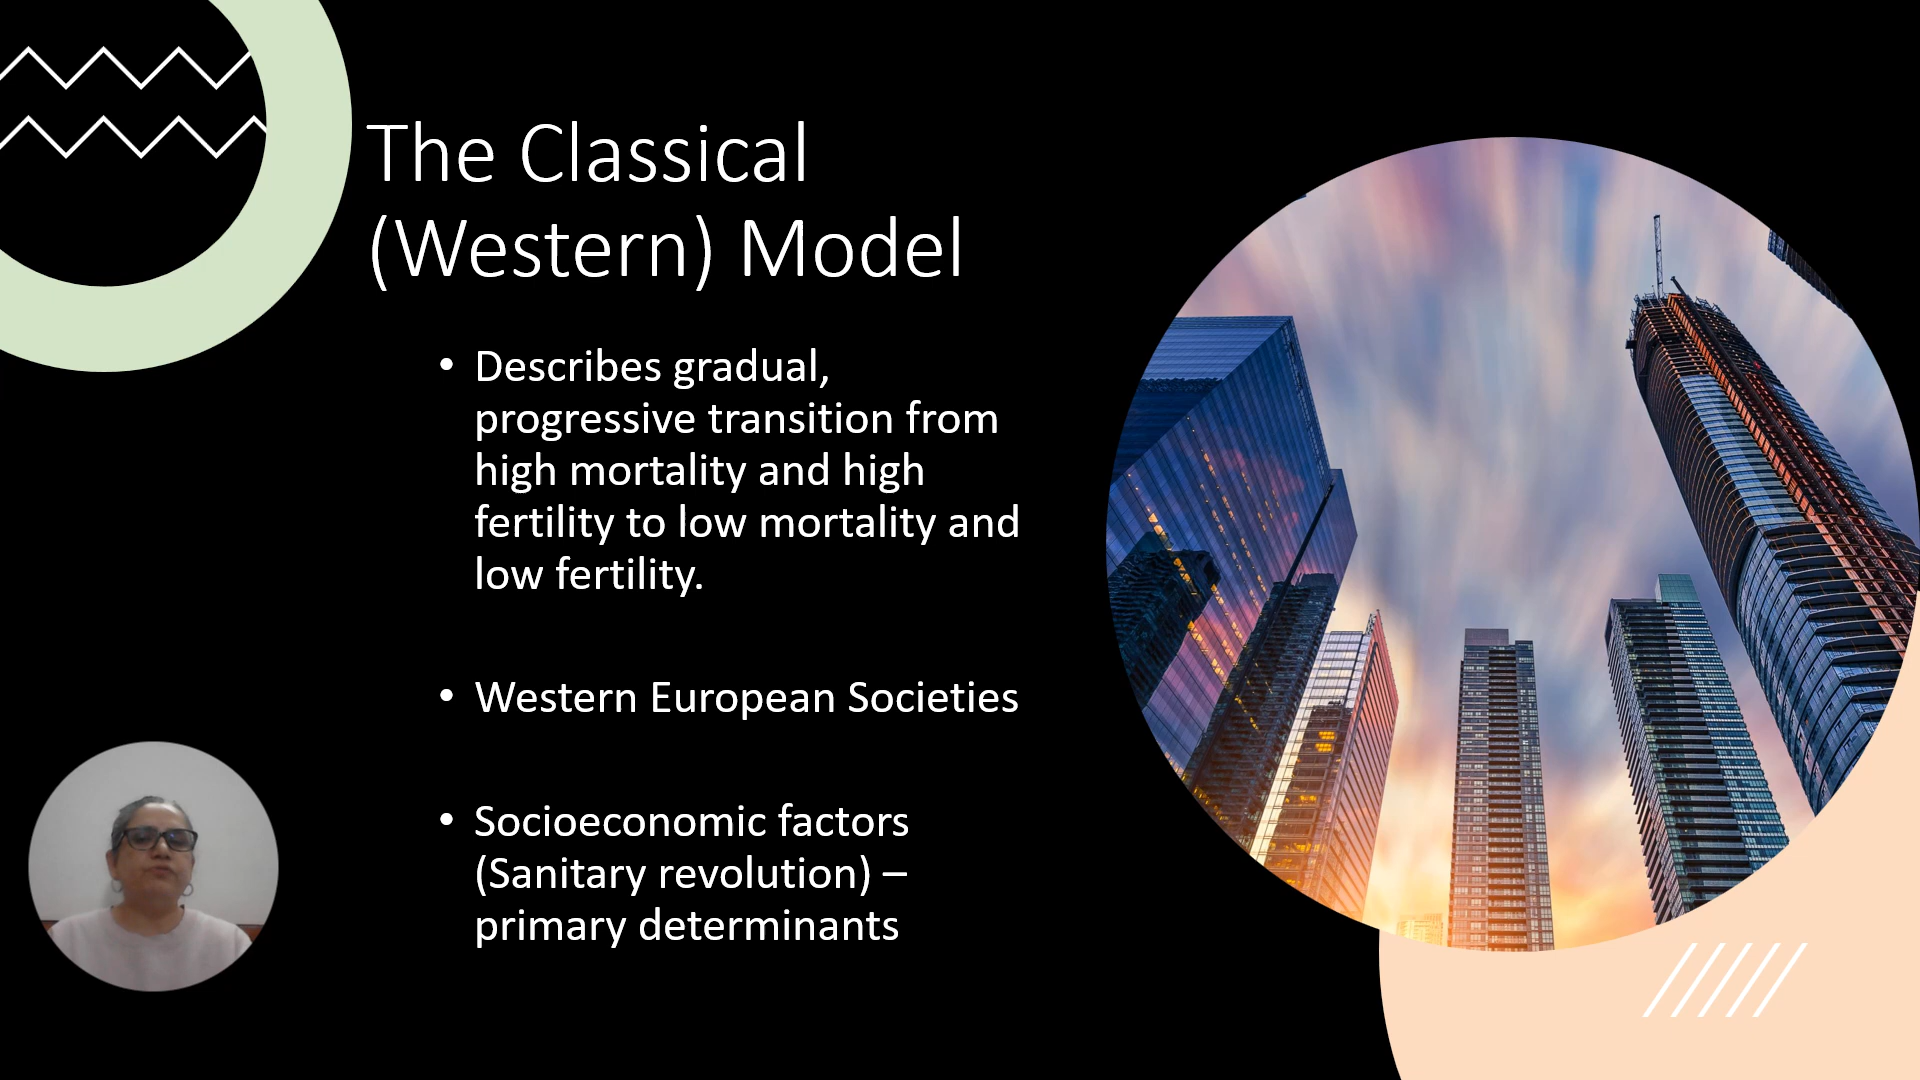 The Classical
(Western) Model
• Describes gradual,
progressive transition from
high mortality and high
fertility to low mortality and
low fertility.
• Western European Societies
• Socioeconomic factors
(Sanitary revolution) –
primary determinants